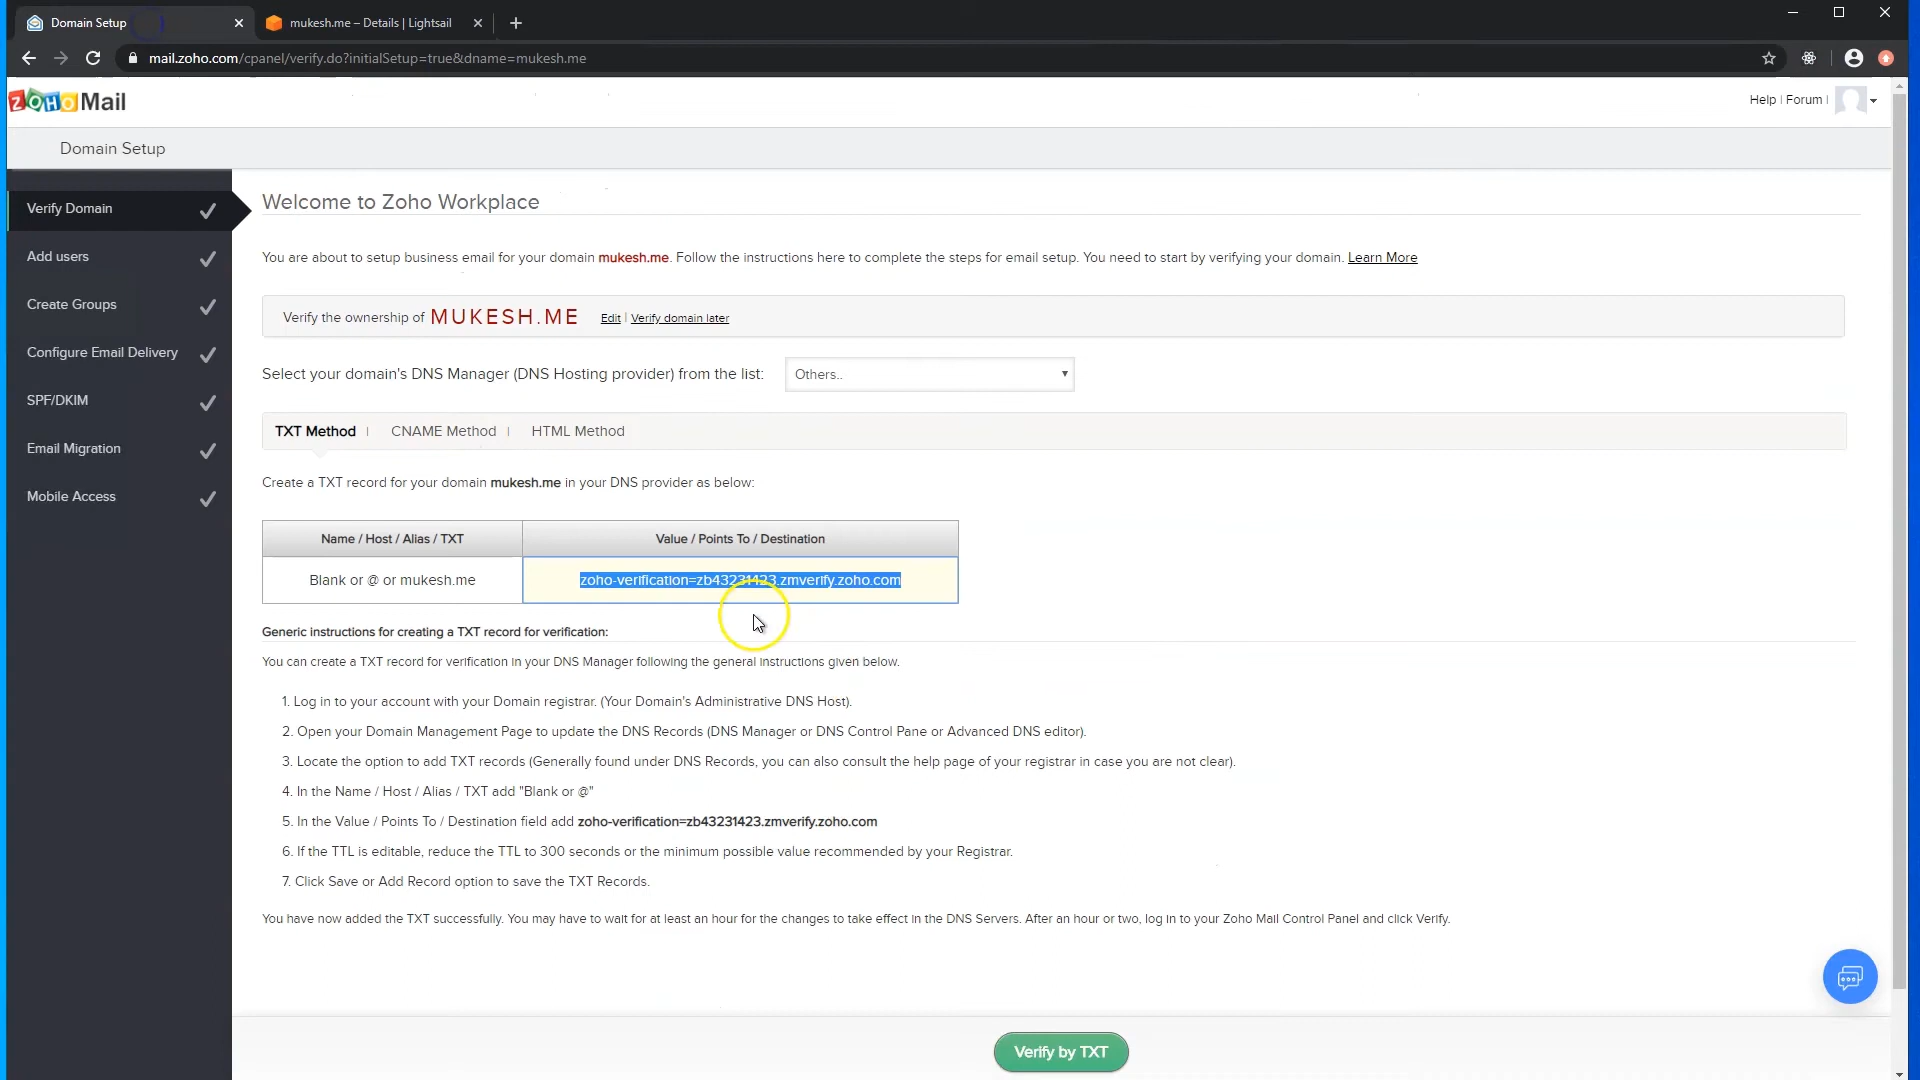 Domain Setup
mukesh.me – Details | Lightsail
mail.zoho.com/cpanel/verify.do?initialSetup=true&dname=mukesh.me
ZOHO Mail
Help | Forum |
Domain Setup
Verify Domain
Add users
Create Groups
Configure Email Delivery
SPF/DKIM
Email Migration
Mobile Access
Welcome to Zoho Workplace
You are about to setup business email for your domain mukesh.me. Follow the instructions here to complete the steps for email setup. You need to start by verifying your domain. Learn More
Verify the ownership of MUKESH.ME Edit | Verify domain later
Select your domain's DNS Manager (DNS Hosting provider) from the list: Others..
TXT Method | CNAME Method | HTML Method
Create a TXT record for your domain mukesh.me in your DNS provider as below:
Name / Host / Alias / TXT Value / Points To / Destination
Blank or @ or mukesh.me zoho-verification=zb43231423.zmverify.zoho.com
Generic instructions for creating a TXT record for verification:
You can create a TXT record for verification in your DNS Manager following the general instructions given below.
1. Log in to your account with your Domain registrar. (Your Domain's Administrative DNS Host).
2. Open your Domain Management Page to update the DNS Records (DNS Manager or DNS Control Pane or Advanced DNS editor).
3. Locate the option to add TXT records (Generally found under DNS Records, you can also consult the help page of your registrar in case you are not clear).
4. In the Name / Host / Alias / TXT add "Blank or @"
5. In the Value / Points To / Destination field add zoho-verification=zb43231423.zmverify.zoho.com
6. If the TTL is editable, reduce the TTL to 300 seconds or the minimum possible value recommended by your Registrar.
7. Click Save or Add Record option to save the TXT Records.
You have now added the TXT successfully. You may have to wait for at least an hour for the changes to take effect in the DNS Servers. After an hour or two, log in to your Zoho Mail Control Panel and click Verify.
Verify by TXT